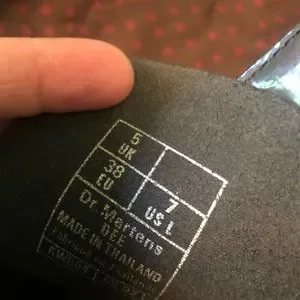 5
UK
38
EU
7
US L
Dr. Martens
DEE
MADE IN THAILAND